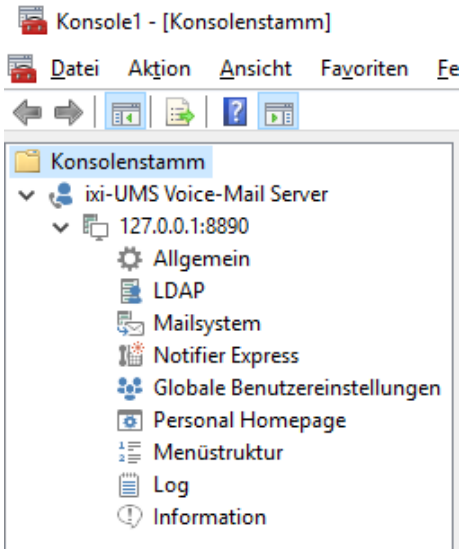 Konsole1 - [Konsolenstamm]
Datei Aktion Ansicht Favoriten Fe
Konsolenstamm
ixi-UMS Voice-Mail Server
127.0.0.1:8890
Allgemein
LDAP
Mailsystem
Notifier Express
Globale Benutzereinstellungen
Personal Homepage
Menüstruktur
Log
Information